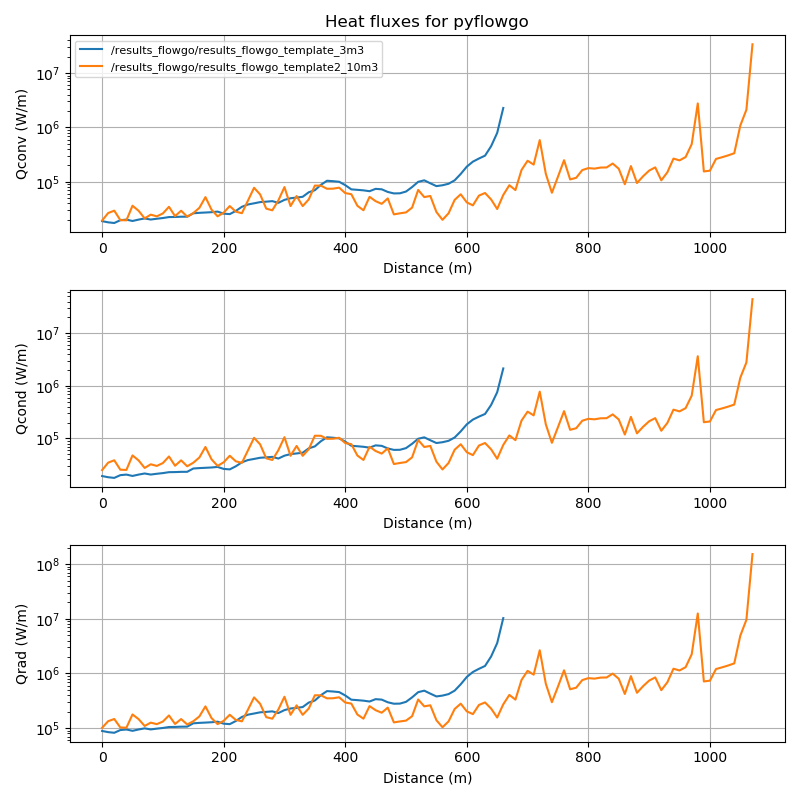 Heat fluxes for pyflowgo
/results_flowgo/results_flowgo_template_3m3
/results_flowgo/results_flowgo_template2_10m3
Qconv (W/m)
10^7
10^6
10^5
0 200 400 600 800 1000
Distance (m)
Qcond (W/m)
10^7
10^6
10^5
0 200 400 600 800 1000
Distance (m)
Qrad (W/m)
10^8
10^7
10^6
10^5
0 200 400 600 800 1000
Distance (m)